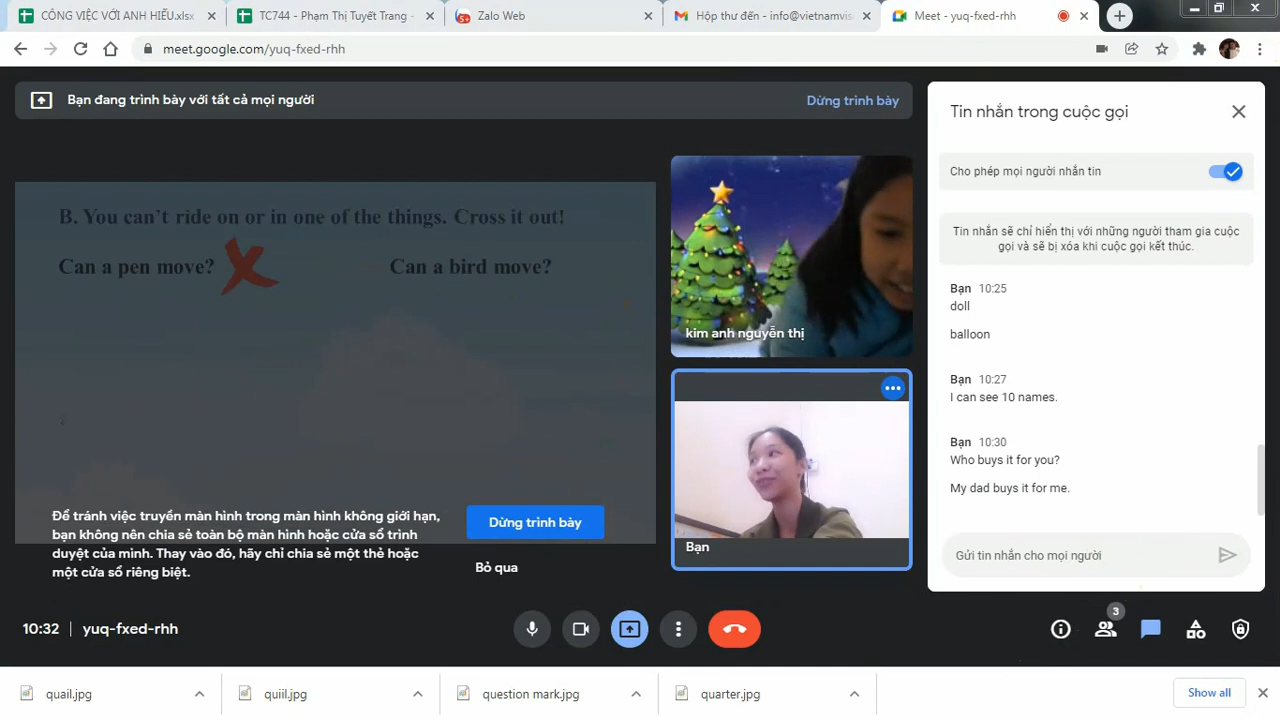 CÔNG VIỆC VỚI ANH HIẾU.xlsx
TC744 - Phạm Thị Tuyết Trang -
5+
Zalo Web
Hộp thư đến - info@vietnamvis
Meet - yuq-fxed-rhh
meet.google.com/yuq-fxed-rhh
Bạn đang trình bày với tất cả mọi người
Dừng trình bày
B. You can't ride on or in one of the things. Cross it out!
Can a pen move?
Can a bird move?
Để tránh việc truyền màn hình trong màn hình không giới hạn,
bạn không nên chia sẻ toàn bộ màn hình hoặc cửa sổ trình
duyệt của mình. Thay vào đó, hãy chỉ chia sẻ một thẻ hoặc
một cửa sổ riêng biệt.
Dừng trình bày
Bỏ qua
kim anh nguyễn thị
Bạn
Tin nhắn trong cuộc gọi
Cho phép mọi người nhắn tin
Tin nhắn sẽ chỉ hiển thị với những người tham gia cuộc
gọi và sẽ bị xóa khi cuộc gọi kết thúc.
Bạn 10:25
doll
balloon
Bạn 10:27
I can see 10 names.
Bạn 10:30
Who buys it for you?
My dad buys it for me.
Gửi tin nhắn cho mọi người
10:32 | yuq-fxed-rhh
3
quail.jpg
quiil.jpg
question mark.jpg
quarter.jpg
Show all